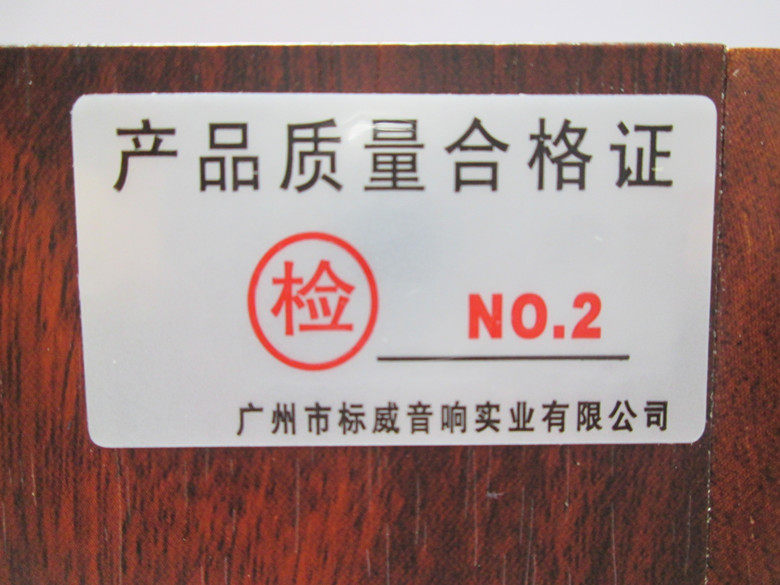 产品质量合格证
检 NO.2
广州市标威音响实业有限公司